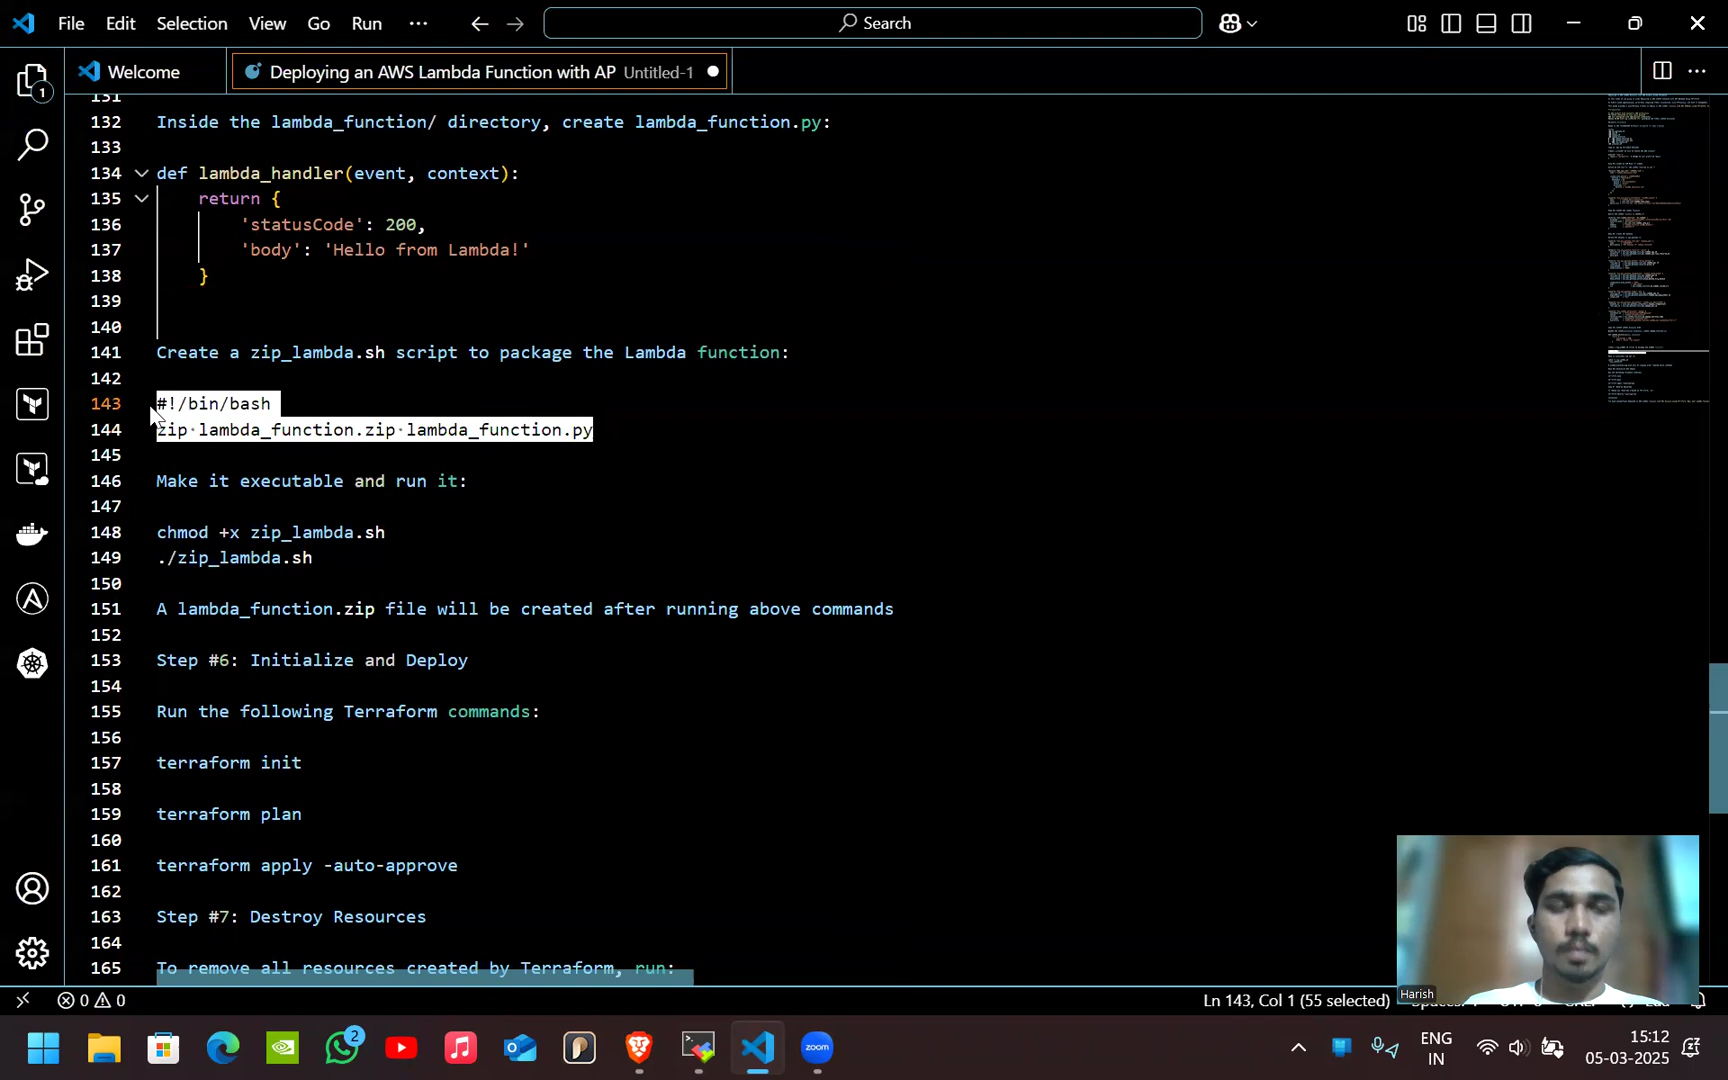 File Edit Selection View Go Run ··· Search
Welcome Deploying an AWS Lambda Function with AP Untitled-1
131
132 Inside the lambda_function/ directory, create lambda_function.py:
133
134 def lambda_handler(event, context):
135 return {
136 'statusCode': 200,
137 'body': 'Hello from Lambda!'
138 }
139
140
141 Create a zip_lambda.sh script to package the Lambda function:
142
143 #!/bin/bash
144 zip·lambda_function.zip·lambda_function.py
145
146 Make it executable and run it:
147
148 chmod +x zip_lambda.sh
149 ./zip_lambda.sh
150
151 A lambda_function.zip file will be created after running above commands
152
153 Step #6: Initialize and Deploy
154
155 Run the following Terraform commands:
156
157 terraform init
158
159 terraform plan
160
161 terraform apply -auto-approve
162
163 Step #7: Destroy Resources
164
165 To remove all resources created by Terraform, run:
1
Harish
0 0 Ln 143, Col 1 (55 selected)
2
zoom
ENG
IN
15:12
05-03-2025